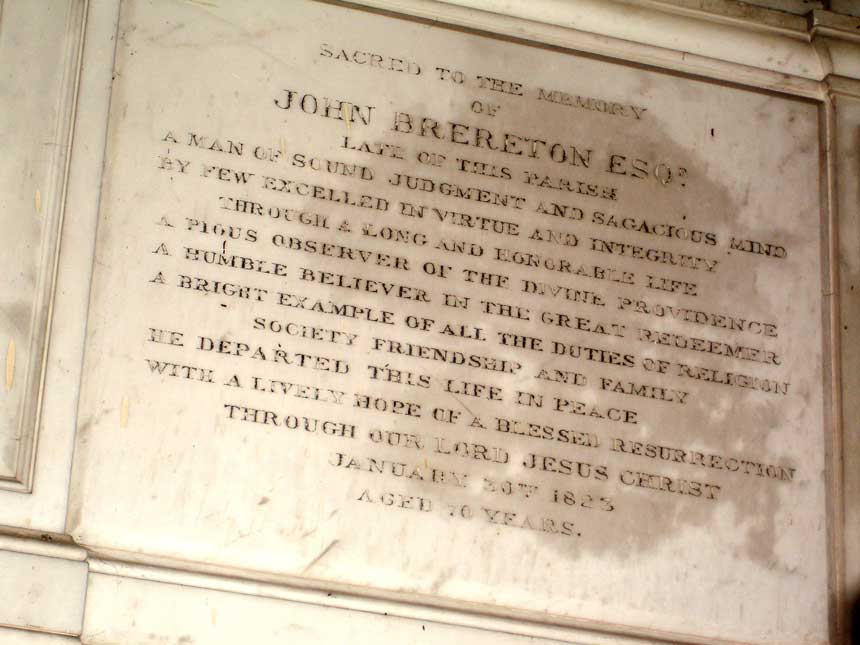 SACRED TO THE MEMORY
OF
JOHN BRERETON ESQR.
LATE OF THIS PARISH
A MAN OF SOUND JUDGMENT AND SAGACIOUS MIND
BY FEW EXCELLED IN VIRTUE AND INTEGRITY
THROUGH A LONG AND HONORABLE LIFE
A PIOUS OBSERVER OF THE DIVINE PROVIDENCE
A HUMBLE BELIEVER IN THE GREAT REDEEMER
A BRIGHT EXAMPLE OF ALL THE DUTIES OF RELIGION
SOCIETY FRIENDSHIP AND FAMILY
HE DEPARTED THIS LIFE IN PEACE
WITH A LIVELY HOPE OF A BLESSED RESURRECTION
THROUGH OUR LORD JESUS CHRIST
JANUARY 30TH 1823
AGED 70 YEARS.